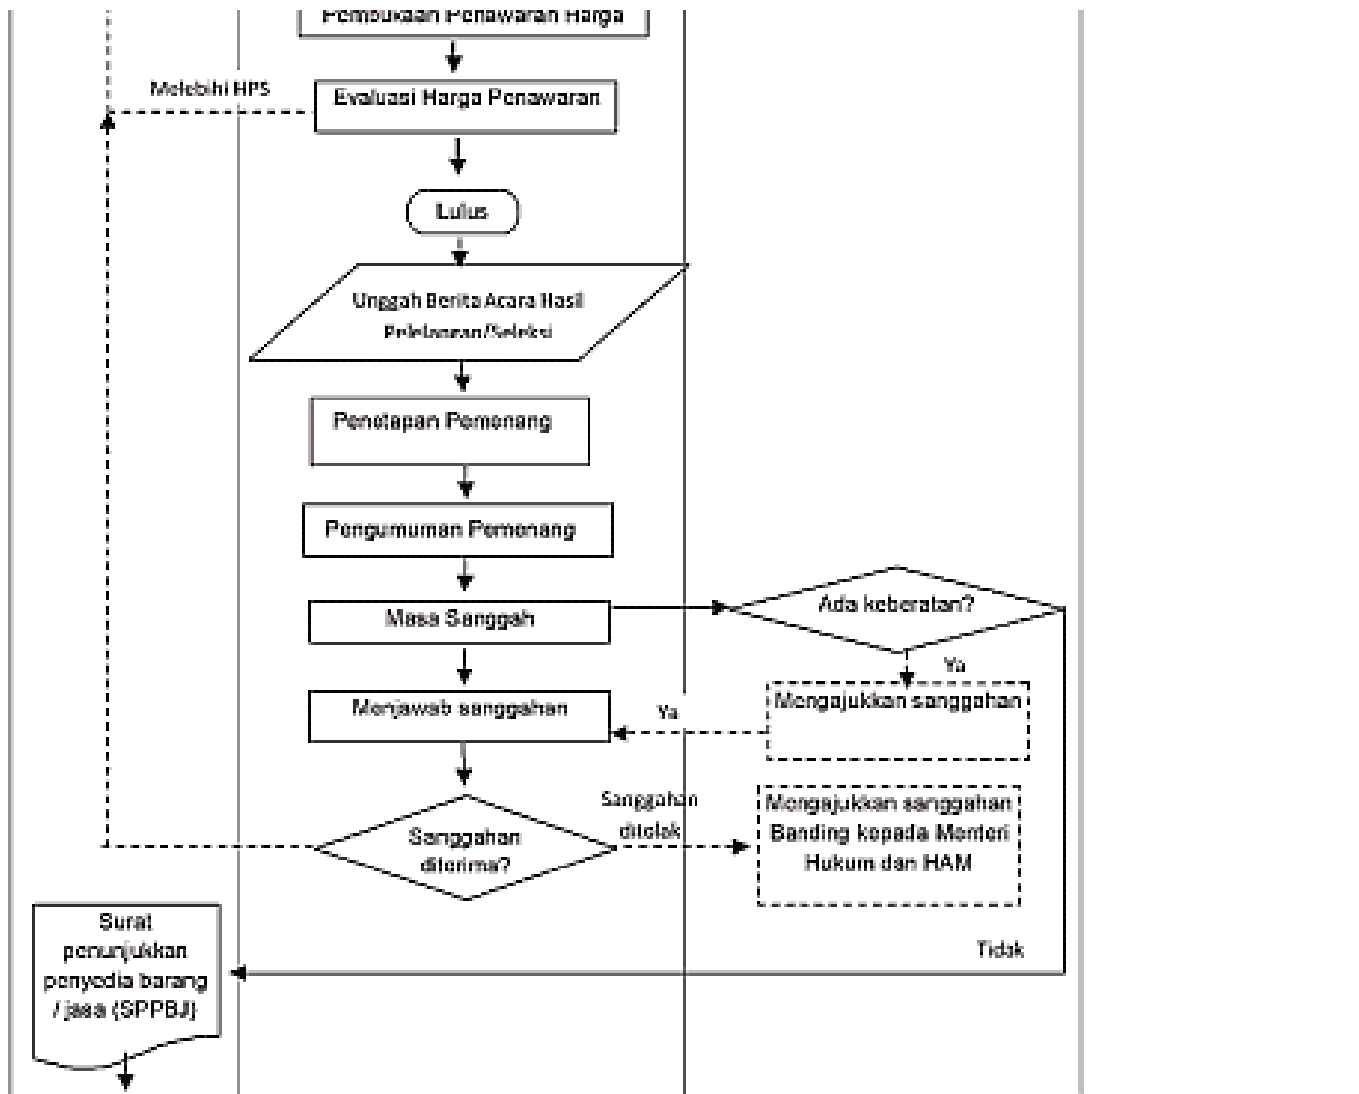 Pembukaan Penawaran Harga
Melebihi HPS
Evaluasi Harga Penawaran
Lulus
Unggah Berita Acara Hasil
Pelelangan/Seleksi
Penetapan Pemenang
Pengumuman Pemenang
Masa Sanggah
Ada keberatan?
Ya
Menjawab sanggahan
Ya
Mengajukkan sanggahan
Sanggahan
diterima?
Sanggahan
ditolak
Mengajukkan sanggahan
Banding kepada Menteri
Hukum dan HAM
Surat
penunjukkan
penyedia barang
/ jasa (SPPBJ)
Tidak